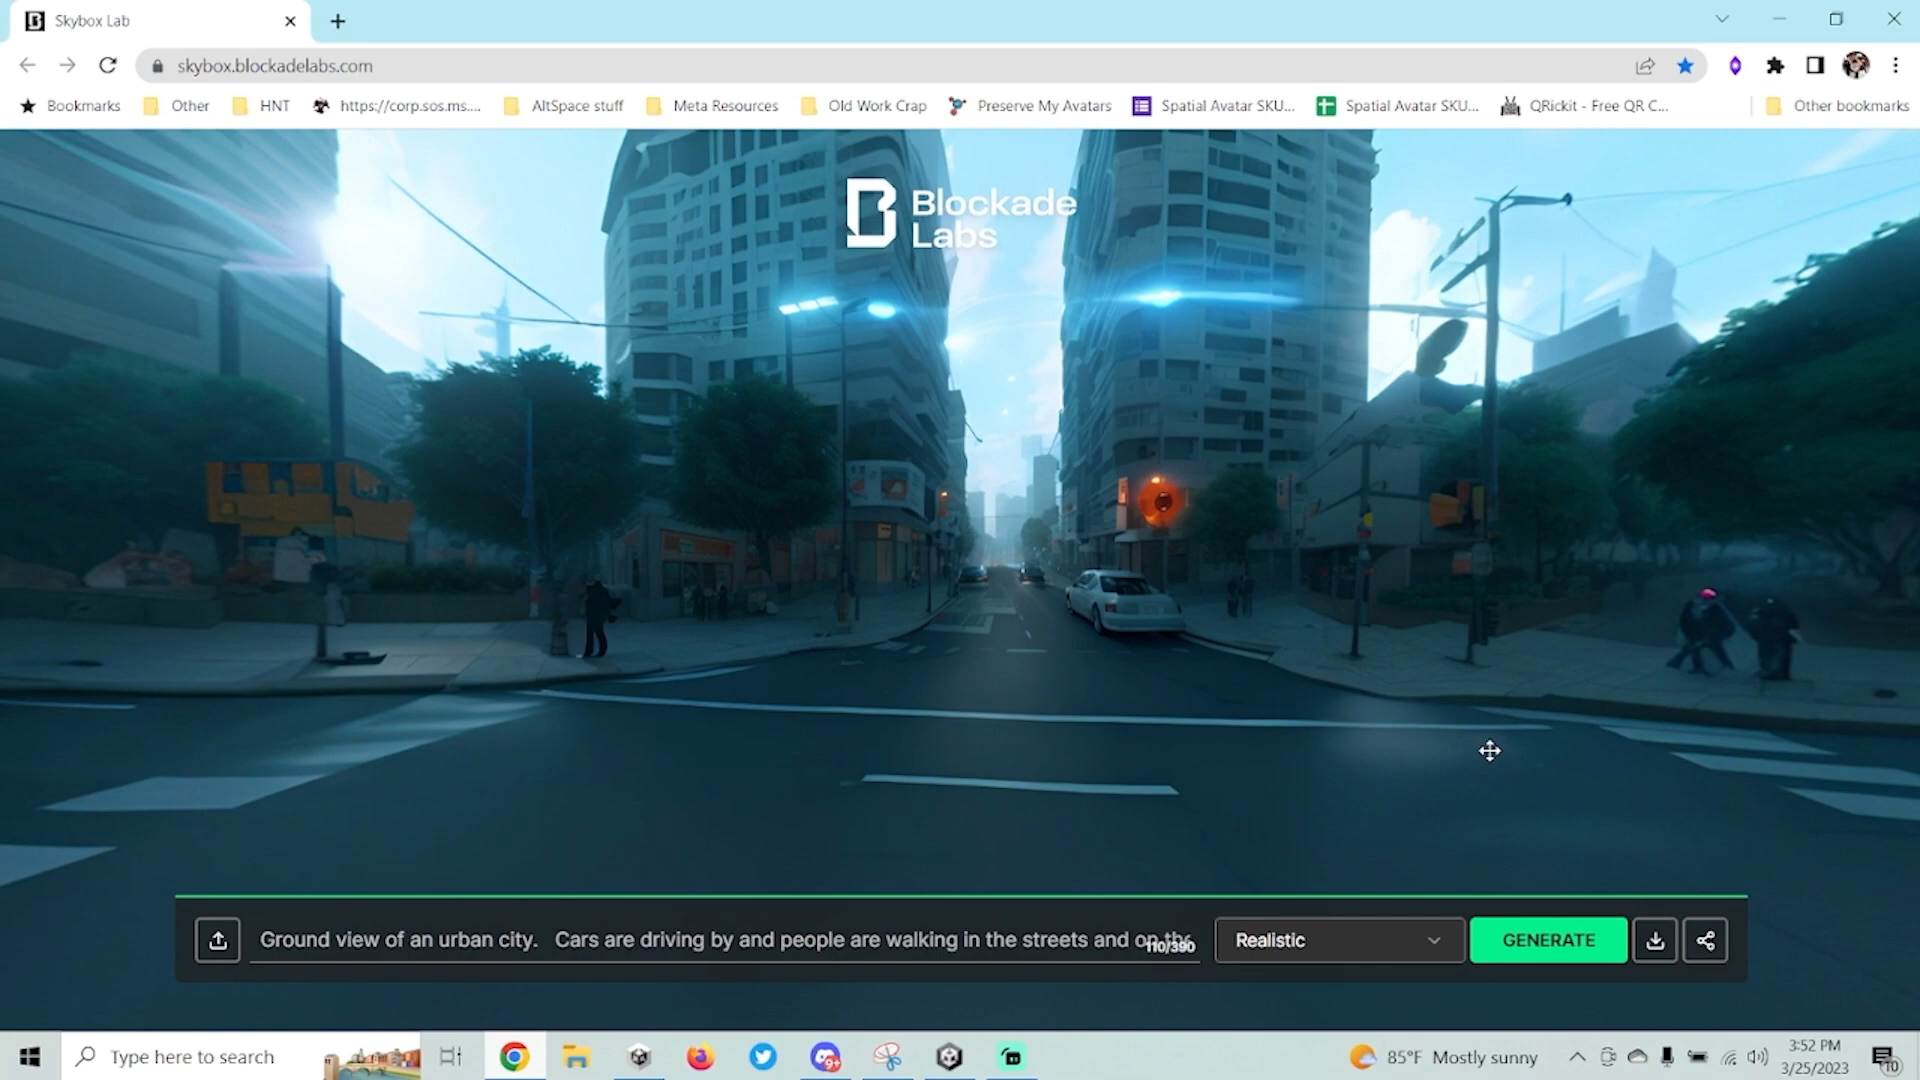 Skybox Lab
skybox.blockadelabs.com
Bookmarks Other HNT https://corp.sos.ms.... AltSpace stuff Meta Resources Old Work Crap Preserve My Avatars Spatial Avatar SKU... Spatial Avatar SKU... QRickit - Free QR C... Other bookmarks
Blockade
Labs
Ground view of an urban city. Cars are driving by and people are walking in the streets and on the
110/390
Realistic
GENERATE
Type here to search
9+
85°F Mostly sunny
3:52 PM
3/25/2023
10